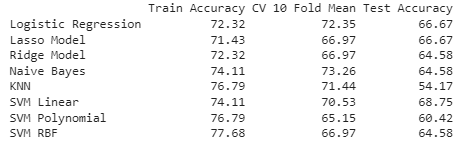 Train Accuracy CV 10 Fold Mean Test Accuracy
Logistic Regression 72.32 72.35 66.67
Lasso Model 71.43 66.97 66.67
Ridge Model 72.32 66.97 64.58
Naive Bayes 74.11 73.26 64.58
KNN 76.79 71.44 54.17
SVM Linear 74.11 70.53 68.75
SVM Polynomial 76.79 65.15 60.42
SVM RBF 77.68 66.97 64.58